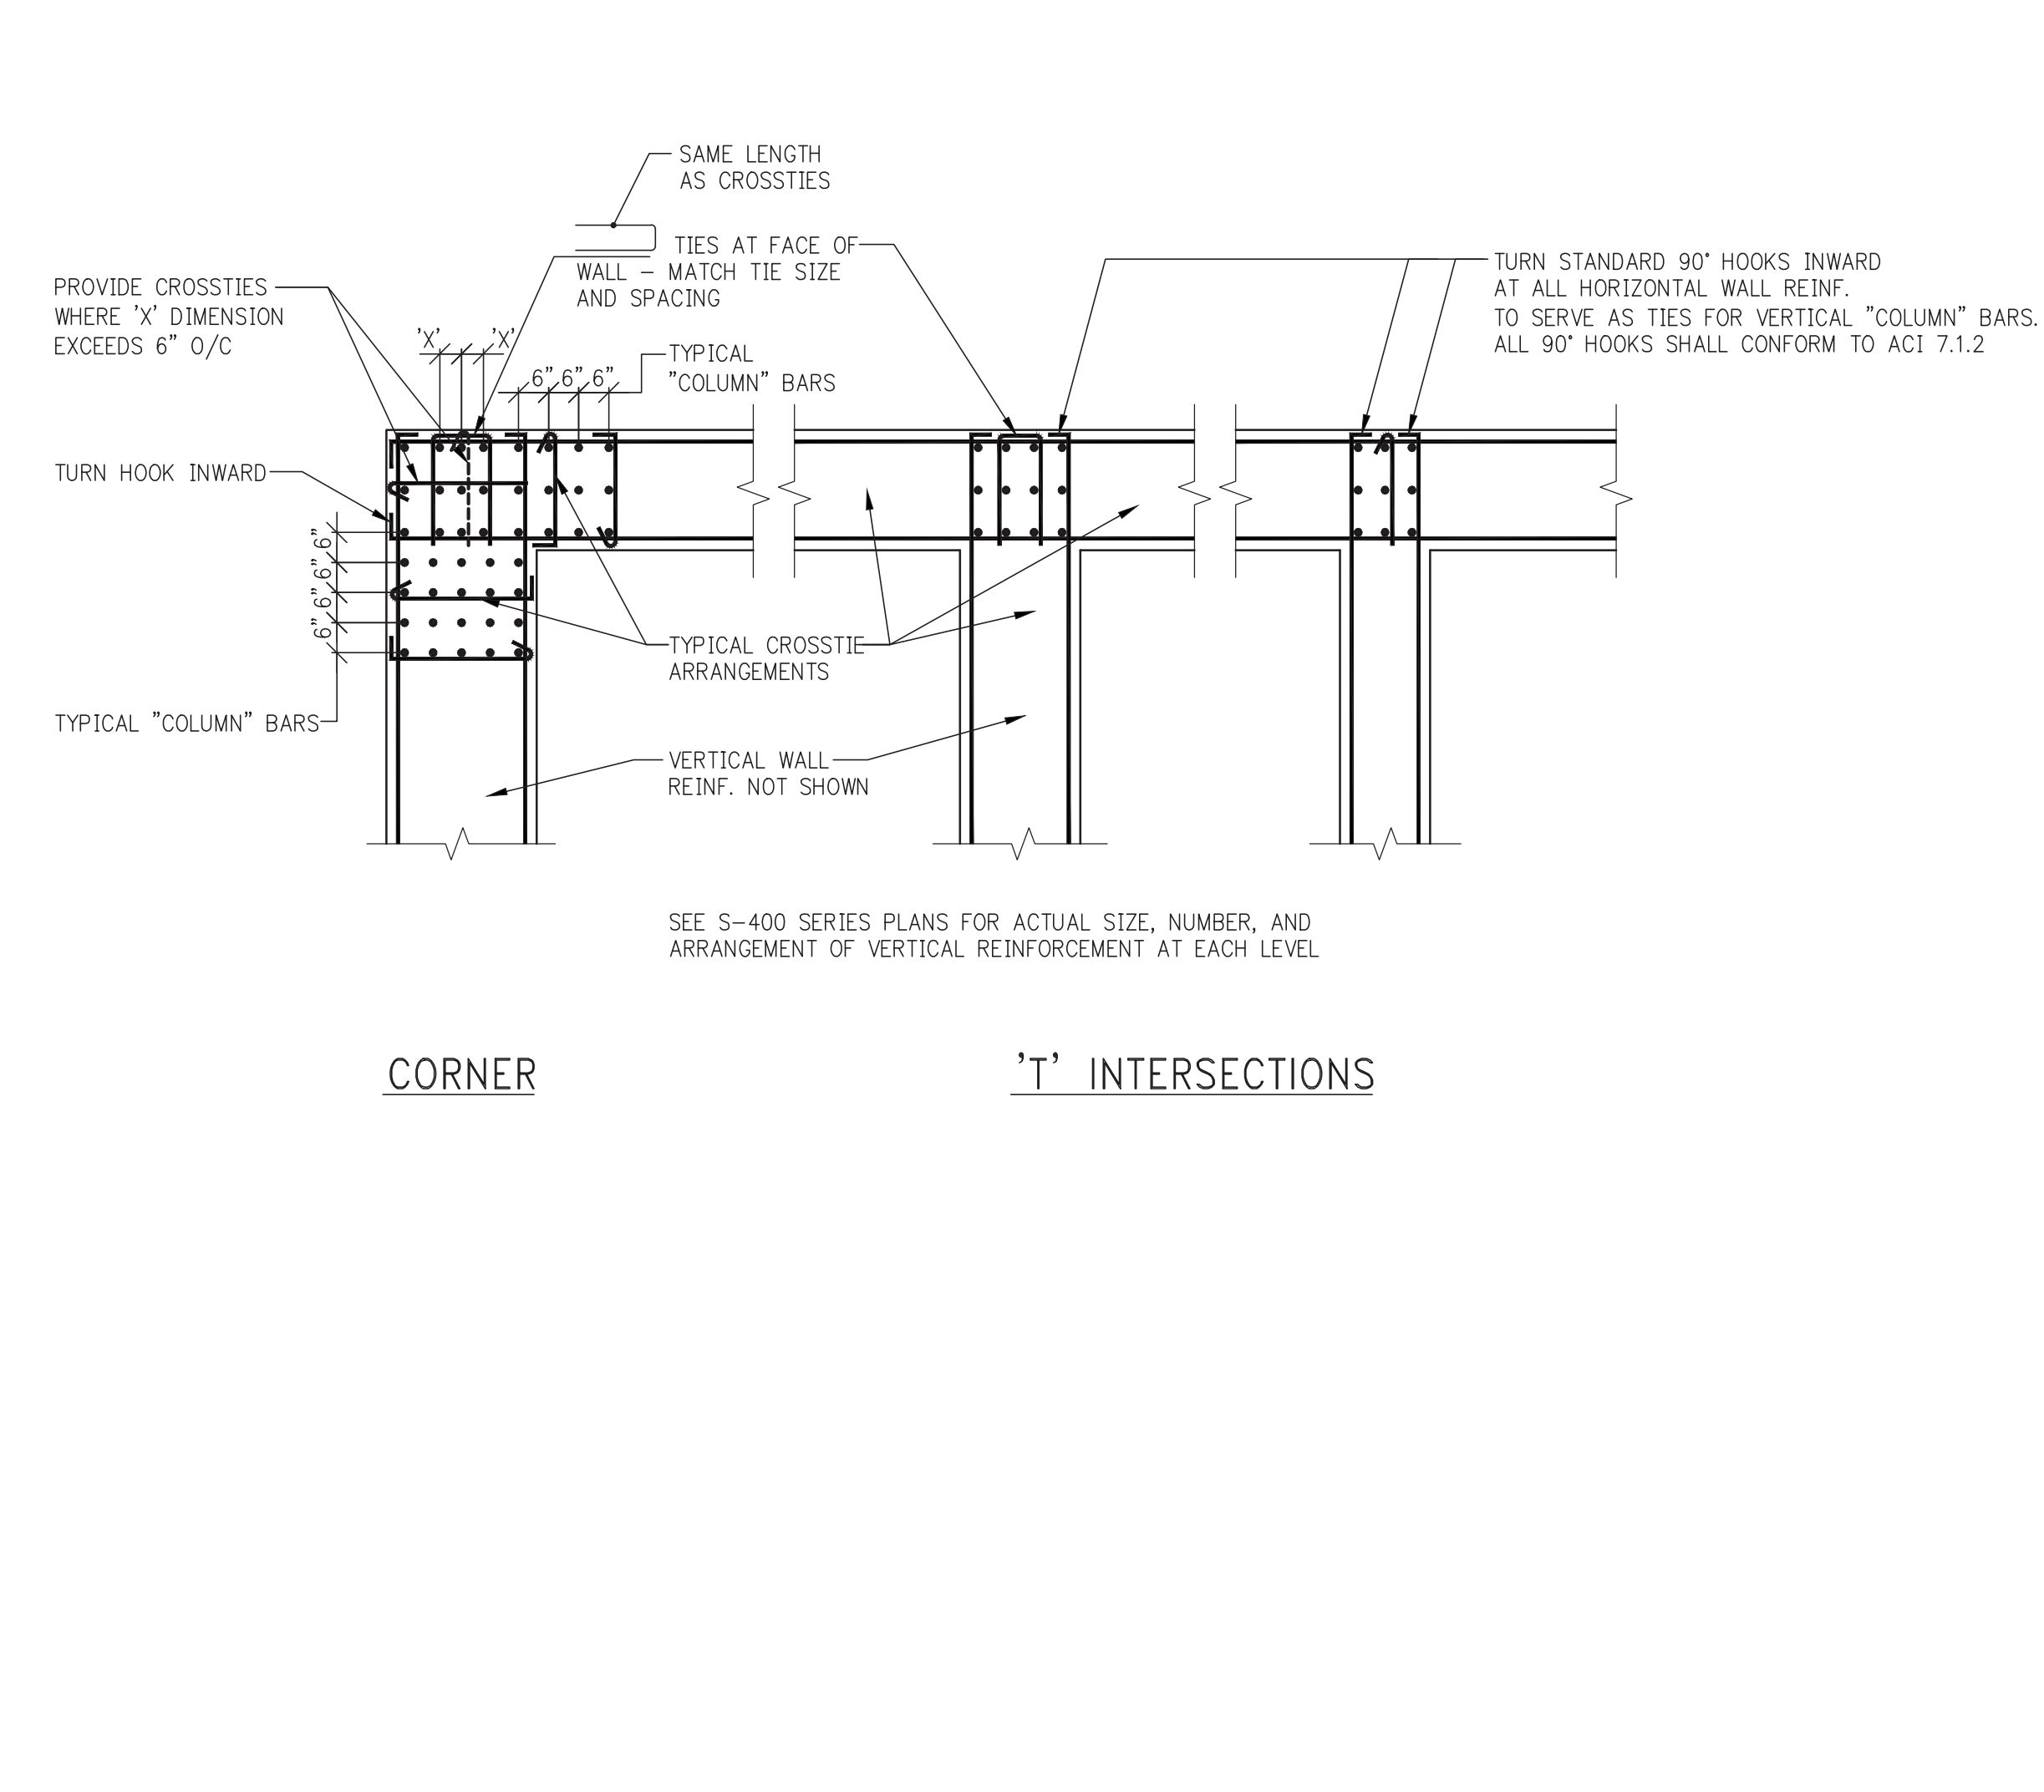 SAME LENGTH
AS CROSSTIES
TIES AT FACE OF
WALL - MATCH TIE SIZE
AND SPACING
PROVIDE CROSSTIES
WHERE 'X' DIMENSION
EXCEEDS 6" O/C
'X' 'X'
6" 6" 6"
TYPICAL
"COLUMN" BARS
TURN STANDARD 90° HOOKS INWARD
AT ALL HORIZONTAL WALL REINF.
TO SERVE AS TIES FOR VERTICAL "COLUMN" BARS.
ALL 90° HOOKS SHALL CONFORM TO ACI 7.1.2
TURN HOOK INWARD
6" 6" 6" 6"
TYPICAL "COLUMN" BARS
TYPICAL CROSSTIE
ARRANGEMENTS
VERTICAL WALL
REINF. NOT SHOWN
SEE S-400 SERIES PLANS FOR ACTUAL SIZE, NUMBER, AND
ARRANGEMENT OF VERTICAL REINFORCEMENT AT EACH LEVEL
CORNER
'T' INTERSECTIONS